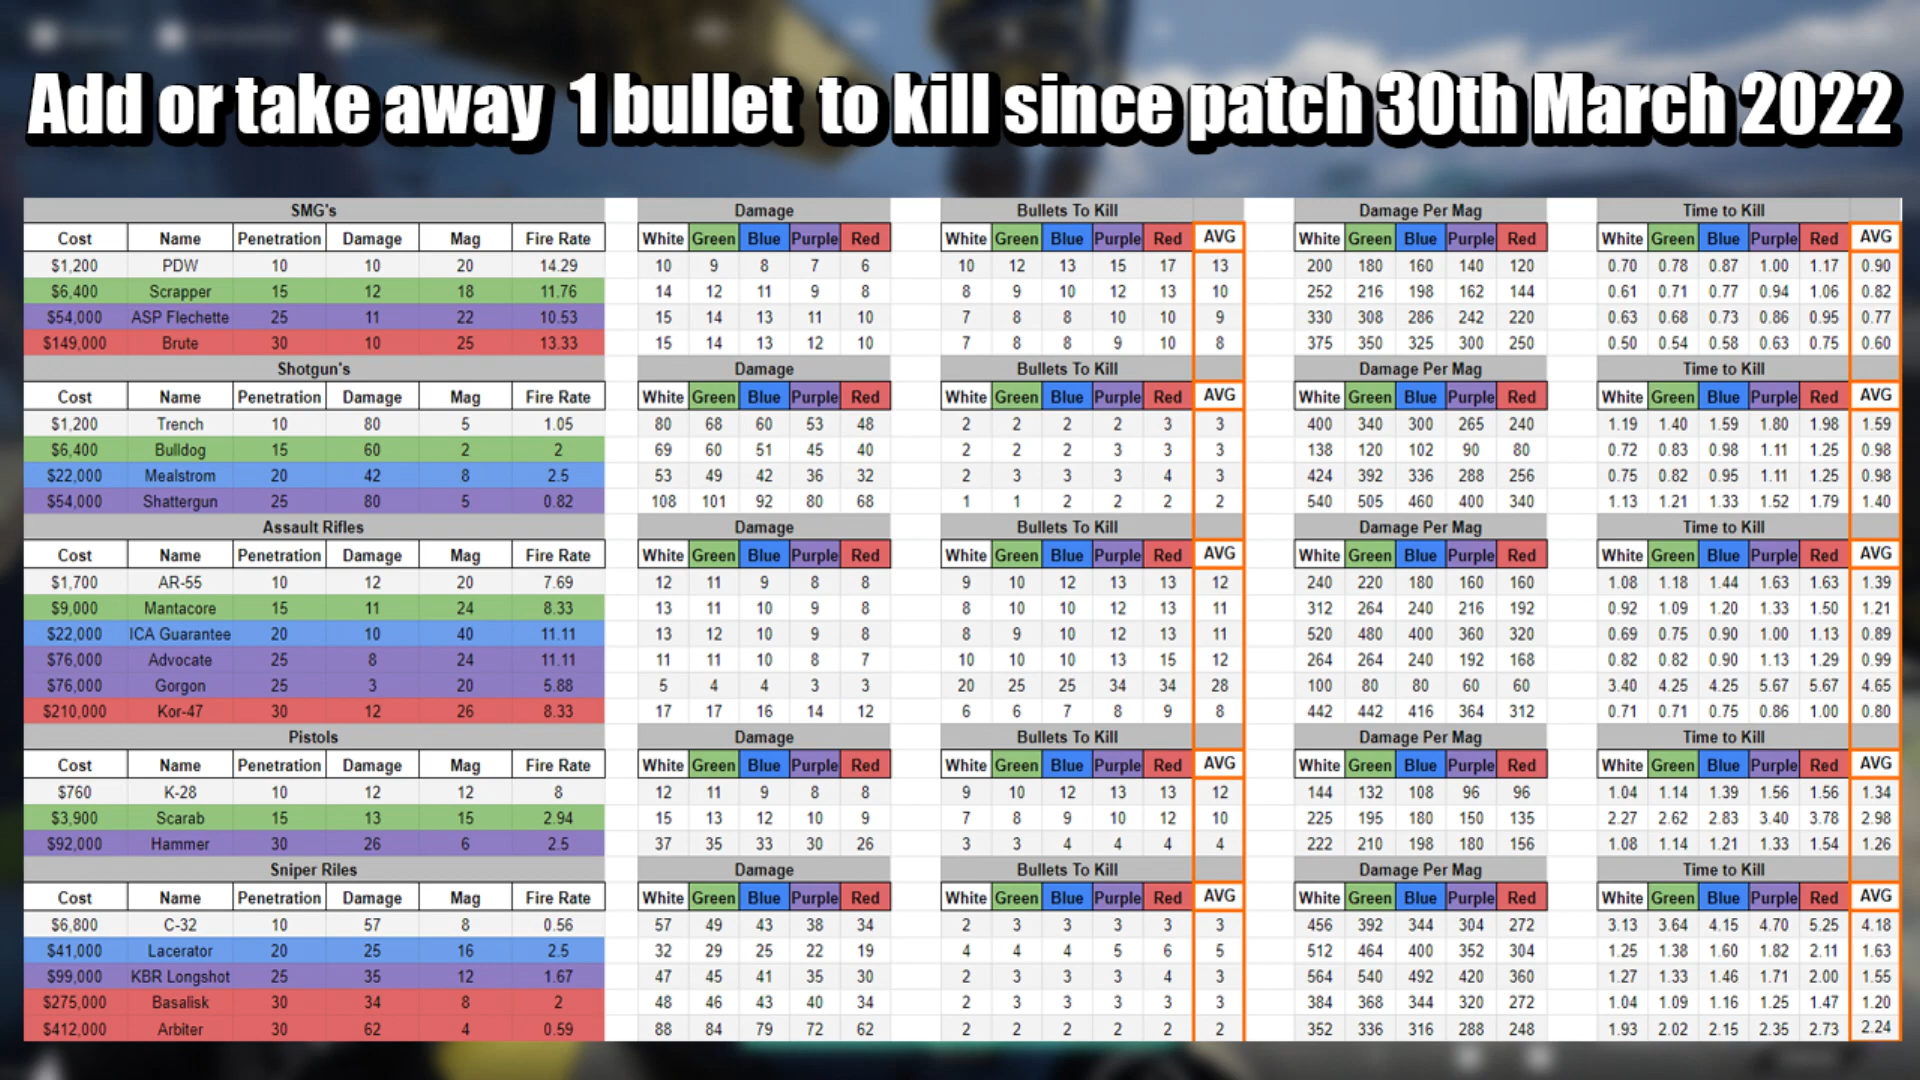 Add or take away 1 bullet to kill since patch 30th March 2022
SMG's Damage Bullets To Kill Damage Per Mag Time to Kill
Cost Name Penetration Damage Mag Fire Rate White Green Blue Purple Red White Green Blue Purple Red AVG White Green Blue Purple Red White Green Blue Purple Red AVG
$1,200 PDW 10 10 20 14.29 10 9 8 7 6 10 12 13 15 17 13 200 180 160 140 120 0.70 0.78 0.87 1.00 1.17 0.90
$6,400 Scrapper 15 12 18 11.76 14 12 11 9 8 8 9 10 12 13 10 252 216 198 162 144 0.61 0.71 0.77 0.94 1.06 0.82
$54,000 ASP Flechette 25 11 22 10.53 15 14 13 11 10 7 8 8 10 10 9 330 308 286 242 220 0.63 0.68 0.73 0.86 0.95 0.77
$149,000 Brute 30 10 25 13.33 15 14 13 12 10 7 8 8 9 10 8 375 350 325 300 250 0.50 0.54 0.58 0.63 0.75 0.60
Shotgun's Damage Bullets To Kill Damage Per Mag Time to Kill
Cost Name Penetration Damage Mag Fire Rate White Green Blue Purple Red White Green Blue Purple Red AVG White Green Blue Purple Red White Green Blue Purple Red AVG
$1,200 Trench 10 80 5 1.05 80 68 60 53 48 2 2 2 2 3 3 400 340 300 265 240 1.19 1.40 1.59 1.80 1.98 1.59
$6,400 Bulldog 15 60 2 2 69 60 51 45 40 2 2 2 3 3 3 138 120 102 90 80 0.72 0.83 0.98 1.11 1.25 0.98
$22,000 Mealstrom 20 42 8 2.5 53 49 42 36 32 2 3 3 3 4 3 424 392 336 288 256 0.75 0.82 0.95 1.11 1.25 0.98
$54,000 Shattergun 25 80 5 0.82 108 101 92 80 68 1 1 2 2 2 2 540 505 460 400 340 1.13 1.21 1.33 1.52 1.79 1.40
Assault Rifles Damage Bullets To Kill Damage Per Mag Time to Kill
Cost Name Penetration Damage Mag Fire Rate White Green Blue Purple Red White Green Blue Purple Red AVG White Green Blue Purple Red White Green Blue Purple Red AVG
$1,700 AR-55 10 12 20 7.69 12 11 9 8 8 9 10 12 13 13 12 240 220 180 160 160 1.08 1.18 1.44 1.63 1.63 1.39
$9,000 Mantacore 15 11 24 8.33 13 11 10 9 8 8 10 10 12 13 11 312 264 240 216 192 0.92 1.09 1.20 1.33 1.50 1.21
$22,000 ICA Guarantee 20 10 40 11.11 13 12 10 9 8 8 9 10 12 13 11 520 480 400 360 320 0.69 0.75 0.90 1.00 1.13 0.89
$76,000 Advocate 25 8 24 11.11 11 11 10 8 7 10 10 10 13 15 12 264 264 240 192 168 0.82 0.82 0.90 1.13 1.29 0.99
$76,000 Gorgon 25 3 20 5.88 5 4 4 3 3 20 25 25 34 34 28 100 80 80 60 60 3.40 4.25 4.25 5.67 5.67 4.65
$210,000 Kor-47 30 12 26 8.33 17 17 16 14 12 6 6 7 8 9 8 442 442 416 364 312 0.71 0.71 0.75 0.86 1.00 0.80
Pistols Damage Bullets To Kill Damage Per Mag Time to Kill
Cost Name Penetration Damage Mag Fire Rate White Green Blue Purple Red White Green Blue Purple Red AVG White Green Blue Purple Red White Green Blue Purple Red AVG
$760 K-28 10 12 12 8 12 11 9 8 8 9 10 12 13 13 12 144 132 108 96 96 1.04 1.14 1.39 1.56 1.56 1.34
$3,900 Scarab 15 13 15 2.94 15 13 12 10 9 7 8 9 10 12 10 225 195 180 150 135 2.27 2.62 2.83 3.40 3.78 2.98
$92,000 Hammer 30 26 6 2.5 37 35 33 30 26 3 3 4 4 4 4 222 210 198 180 156 1.08 1.14 1.21 1.33 1.54 1.26
Sniper Riles Damage Bullets To Kill Damage Per Mag Time to Kill
Cost Name Penetration Damage Mag Fire Rate White Green Blue Purple Red White Green Blue Purple Red AVG White Green Blue Purple Red White Green Blue Purple Red AVG
$6,800 C-32 10 57 8 0.56 57 49 43 38 34 2 3 3 3 3 3 456 392 344 304 272 3.13 3.64 4.15 4.70 5.25 4.18
$41,000 Lacerator 20 25 16 2.5 32 29 25 22 19 4 4 4 5 6 5 512 464 400 352 304 1.25 1.38 1.60 1.82 2.11 1.63
$99,000 KBR Longshot 25 35 12 1.67 47 45 41 35 30 2 3 3 3 4 3 564 540 492 420 360 1.27 1.33 1.46 1.71 2.00 1.55
$275,000 Basalisk 30 34 8 2 48 46 43 40 34 2 3 3 3 3 3 384 368 344 320 272 1.04 1.09 1.16 1.25 1.47 1.20
$412,000 Arbiter 30 62 4 0.59 88 84 79 72 62 2 2 2 2 2 2 352 336 316 288 248 1.93 2.02 2.15 2.35 2.73 2.24